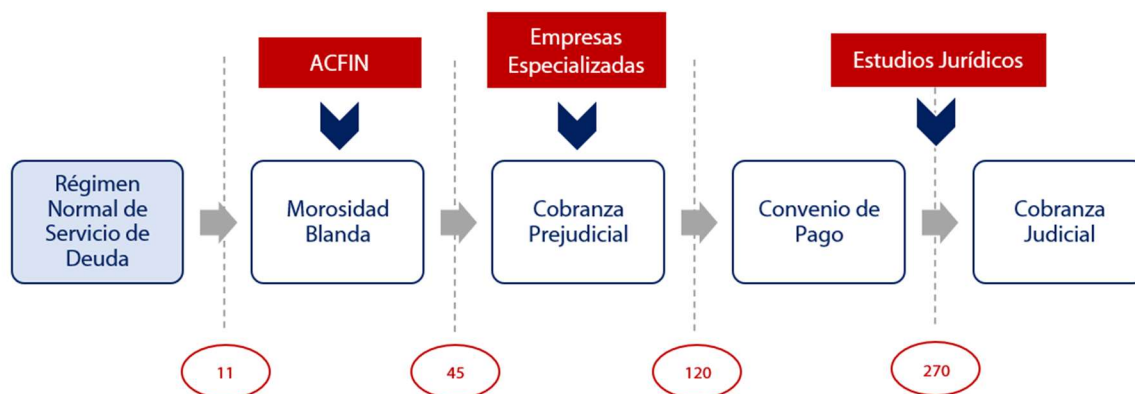 ACFIN
Empresas
Especializadas
Estudios Jurídicos
Régimen
Normal de
Servicio de
Deuda
Morosidad
Blanda
Cobranza
Prejudicial
Convenio de
Pago
Cobranza
Judicial
11
45
120
270